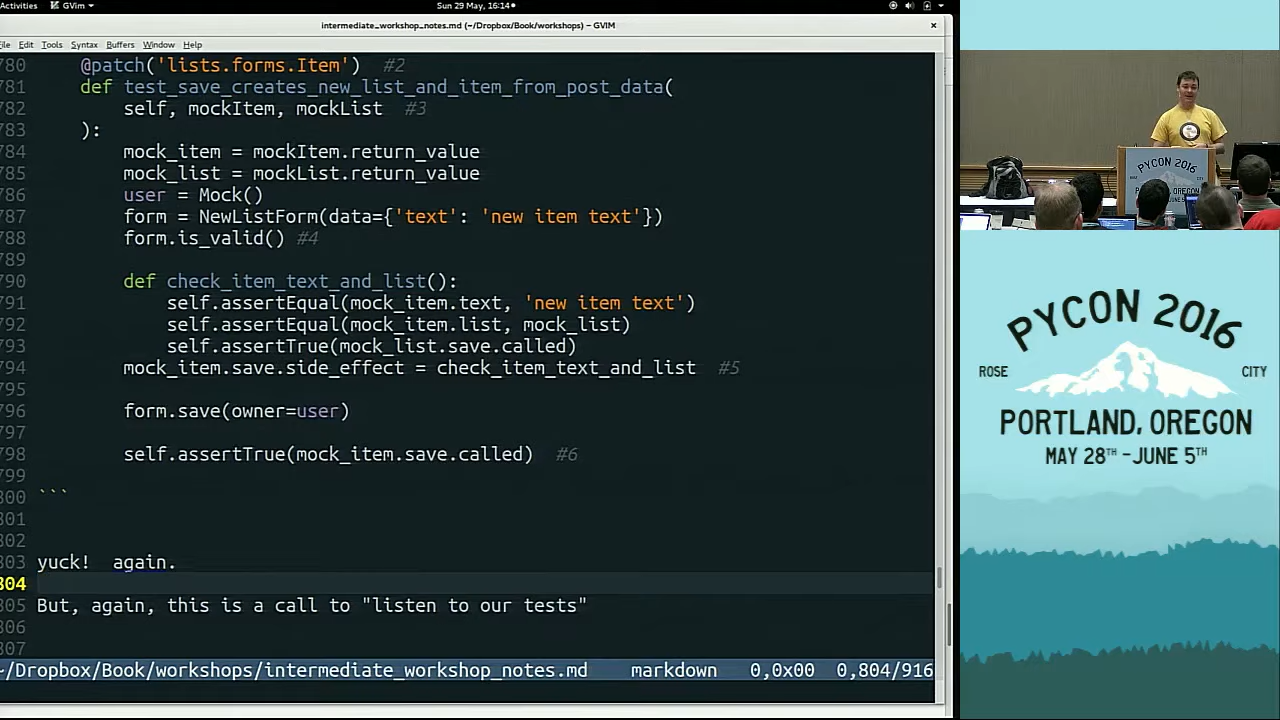 Activities GVim Sun 29 May, 16:14
intermediate_workshop_notes.md (~/Dropbox/Book/workshops) – GVIM
File Edit Tools Syntax Buffers Window Help
780 @patch('lists.forms.Item') #2
781 def test_save_creates_new_list_and_item_from_post_data(
782 self, mockItem, mockList #3
783 ):
784 mock_item = mockItem.return_value
785 mock_list = mockList.return_value
786 user = Mock()
787 form = NewListForm(data={'text': 'new item text'})
788 form.is_valid() #4
789
790 def check_item_text_and_list():
791 self.assertEqual(mock_item.text, 'new item text')
792 self.assertEqual(mock_item.list, mock_list)
793 self.assertTrue(mock_list.save.called)
794 mock_item.save.side_effect = check_item_text_and_list #5
795
796 form.save(owner=user)
797
798 self.assertTrue(mock_item.save.called) #6
799
800 ```
801
802
803 yuck! again.
804
805 But, again, this is a call to "listen to our tests"
806
807
~/Dropbox/Book/workshops/intermediate_workshop_notes.md markdown 0,0x00 0,804/916
PYCON 2016
PORTLAND, OREGON
PYCON 2016
ROSE CITY
PORTLAND, OREGON
MAY 28TH - JUNE 5TH